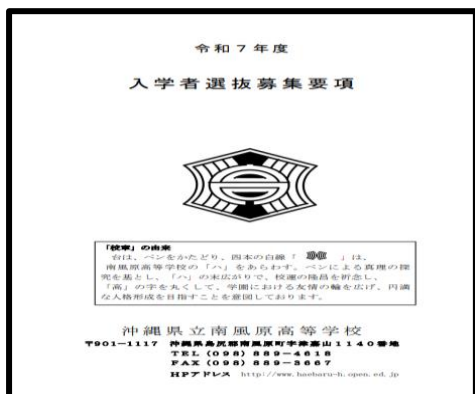 令和７年度
入学者選抜募集要項
「校章」の由来
台は、ペンをかたどり、四本の白線「 」は、
南風原高等学校の「ハ」をあらわす。ペンによる真理の探
究を基とし、「ハ」の末広がりで、校運の隆昌を祈念し、
「高」の字を丸くして、学園における友情の輪を広げ、円満
な人格形成を目指すことを意図しております。
沖縄県立南風原高等学校
〒901－1117 沖縄県島尻郡南風原町字津嘉山１１４０番地
TEL (098) 889－4618
FAX (098) 889－3667
HPアドレス http://www.haebaru-h.open.ed.jp